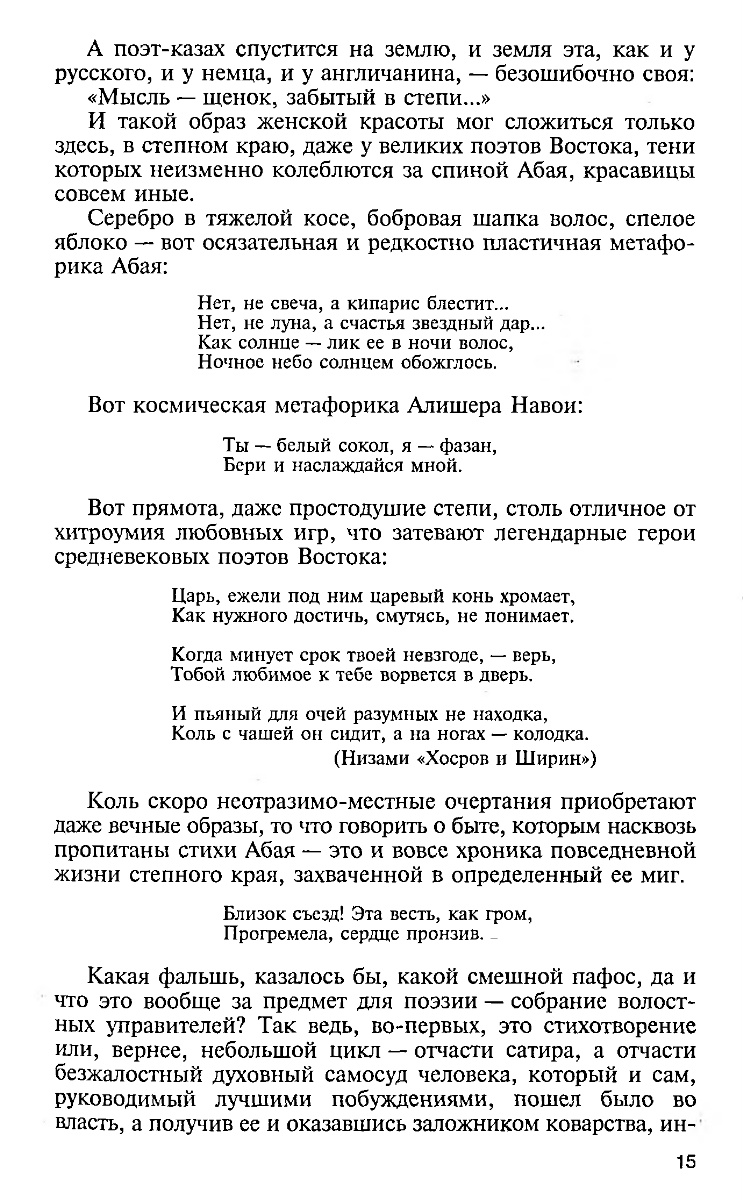 А поэт-казах спустится на землю, и земля эта, как и у
русского, и у немца, и у англичанина, — безошибочно своя:
«Мысль — щенок, забытый в степи...»
И такой образ женской красоты мог сложиться только
здесь, в степном краю, даже у великих поэтов Востока, тени
которых неизменно колеблются за спиной Абая, красавицы
совсем иные.
Серебро в тяжелой косе, бобровая шапка волос, спелое
яблоко — вот осязательная и редкостно пластичная метафо-
рика Абая:
Нет, не свеча, а кипарис блестит...
Нет, не луна, а счастья звездный дар...
Как солнце — лик ее в ночи волос,
Ночное небо солнцем обожглось.
Вот космическая метафорика Алишера Навои:
Ты — белый сокол, я — фазан,
Бери и наслаждайся мной.
Вот прямота, даже простодушие степи, столь отличное от
хитроумия любовных игр, что затевают легендарные герои
средневековых поэтов Востока:
Царь, ежели под ним царевый конь хромает,
Как нужного достичь, смутясь, не понимает.
Когда минует срок твоей невзгоде, — верь,
Тобой любимое к тебе ворвется в дверь.
И пьяный для очей разумных не находка,
Коль с чашей он сидит, а на ногах — колодка.
(Низами «Хосров и Ширин»)
Коль скоро неотразимо-местные очертания приобретают
даже вечные образы, то что говорить о быте, которым насквозь
пропитаны стихи Абая — это и вовсе хроника повседневной
жизни степного края, захваченной в определенный ее миг.
Близок съезд! Эта весть, как гром,
Прогремела, сердце пронзив.
Какая фальшь, казалось бы, какой смешной пафос, да и
что это вообще за предмет для поэзии — собрание волост-
ных управителей? Так ведь, во-первых, это стихотворение
или, вернее, небольшой цикл — отчасти сатира, а отчасти
безжалостный духовный самосуд человека, который и сам,
руководимый лучшими побуждениями, пошел было во
власть, а получив ее и оказавшись заложником коварства, ин-
15